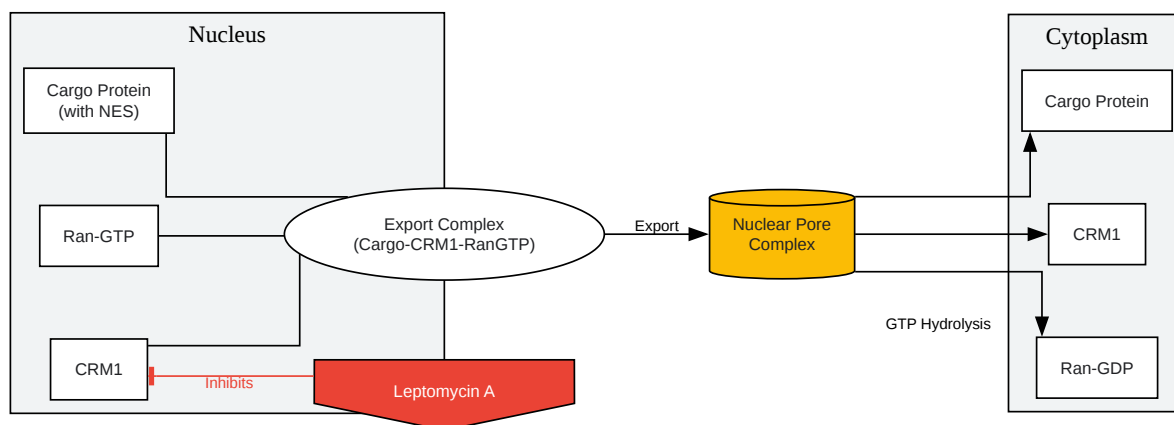 Nucleus
Cytoplasm
Cargo Protein
(with NES)
Cargo Protein
Ran-GTP
Export Complex
(Cargo-CRM1-RanGTP)
Export
Nuclear Pore
Complex
CRM1
GTP Hydrolysis
CRM1
Inhibits
Leptomycin A
Ran-GDP